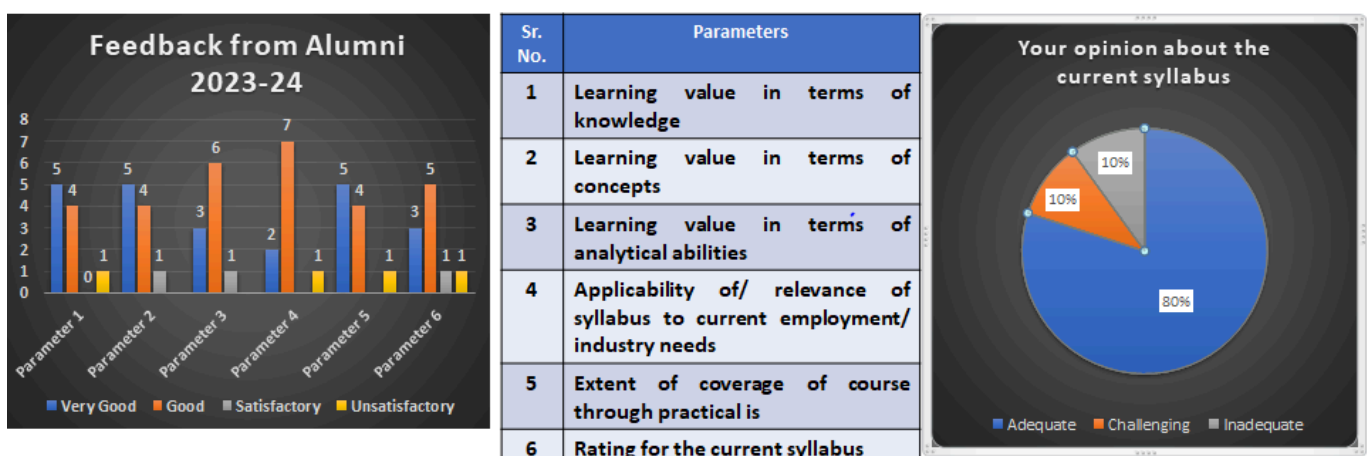 Feedback from Alumni
2023-24
8
7
6
5
4
3
2
1
0
5
4
0
1
5
4
1
3
6
1
2
7
1
5
4
1
3
5
1
1
Parameter 1
Parameter 2
Parameter 3
Parameter 4
Parameter 5
Parameter 6
Very Good Good Satisfactory Unsatisfactory
Sr. Parameters
No.
1 Learning value in terms of
knowledge
2 Learning value in terms of
concepts
3 Learning value in terms of
analytical abilities
4 Applicability of/ relevance of
syllabus to current employment/
industry needs
5 Extent of coverage of course
through practical is
6 Rating for the current syllabus
Your opinion about the
current syllabus
10%
10%
80%
Adequate Challenging Inadequate